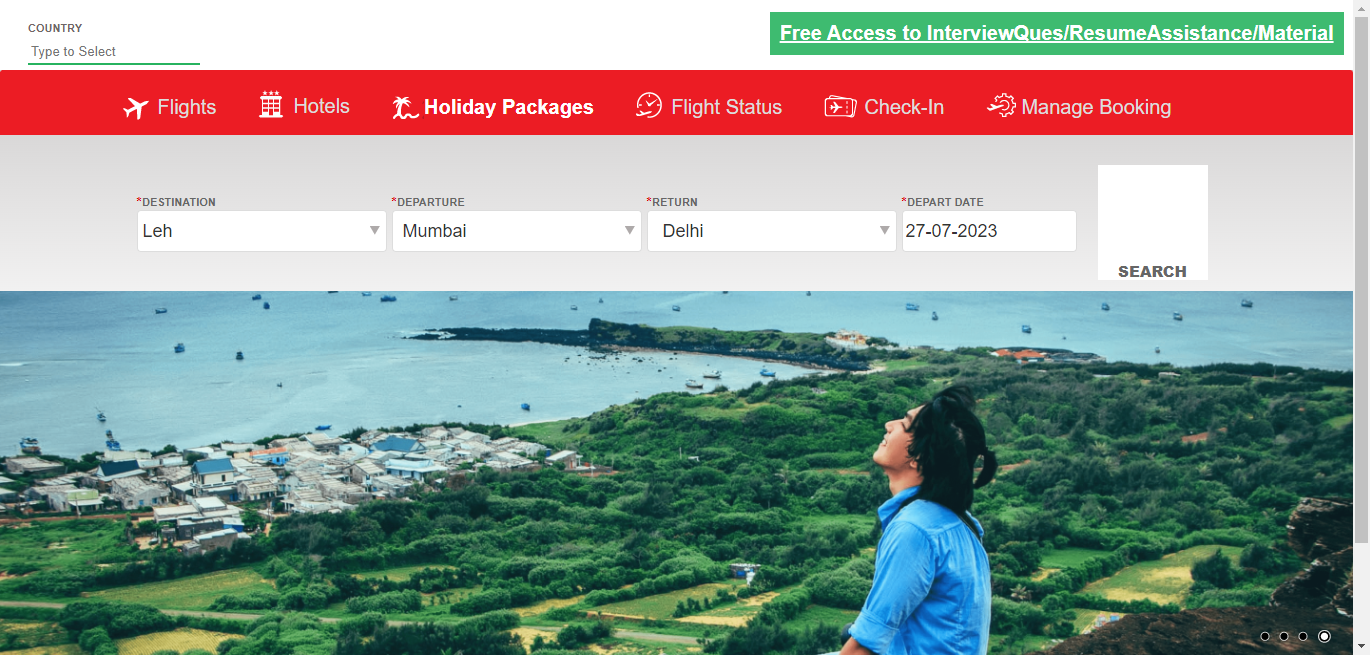 COUNTRY
Type to Select
Free Access to InterviewQues/ResumeAssistance/Material
Flights
Hotels
Holiday Packages
Flight Status
Check-In
Manage Booking
*DESTINATION
Leh
*DEPARTURE
Mumbai
*RETURN
Delhi
*DEPART DATE
27-07-2023
SEARCH